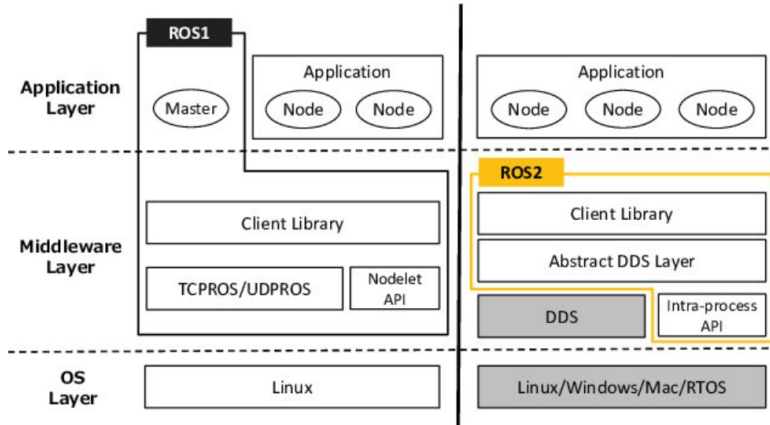 ROS1
Application
Layer
Master
Application
Node
Node
Application
Node
Node
Node
Middleware
Layer
Client Library
TCPROS/UDPROS
Nodelet
API
ROS2
Client Library
Abstract DDS Layer
DDS
Intra-process
API
OS
Layer
Linux
Linux/Windows/Mac/RTOS